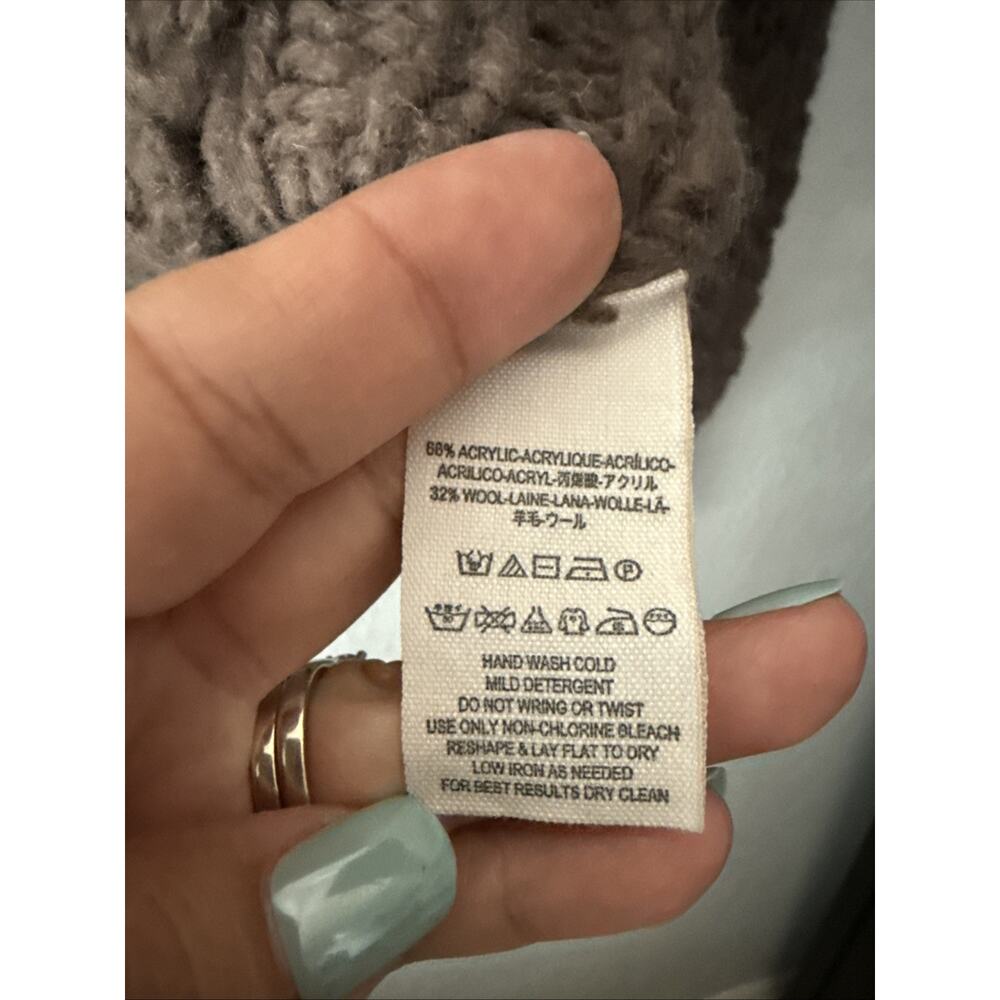 68% ACRYLIC-ACRYLIQUE-ACRÍLICO-
ACRILICO-ACRYL-丙烯酸-アクリル
32% WOOL-LAINE-LANA-WOLLE-LÃ-
羊毛-ウール
HAND WASH COLD
MILD DETERGENT
DO NOT WRING OR TWIST
USE ONLY NON-CHLORINE BLEACH
RESHAPE & LAY FLAT TO DRY
LOW IRON AS NEEDED
FOR BEST RESULTS DRY CLEAN